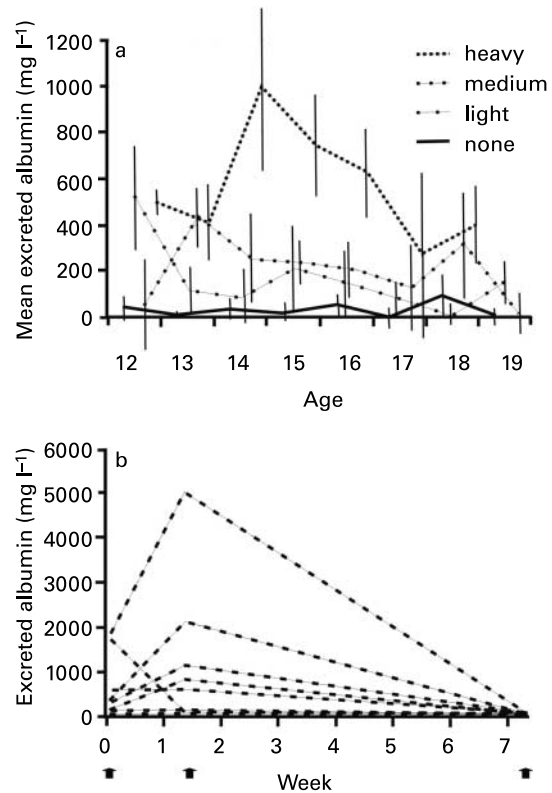 a
Mean excreted albumin (mg l⁻¹)
1200
1000
800
600
400
200
0
heavy
medium
light
none
12 13 14 15 16 17 18 19
Age
b
Excreted albumin (mg l⁻¹)
6000
5000
4000
3000
2000
1000
0
0 1 2 3 4 5 6 7
Week